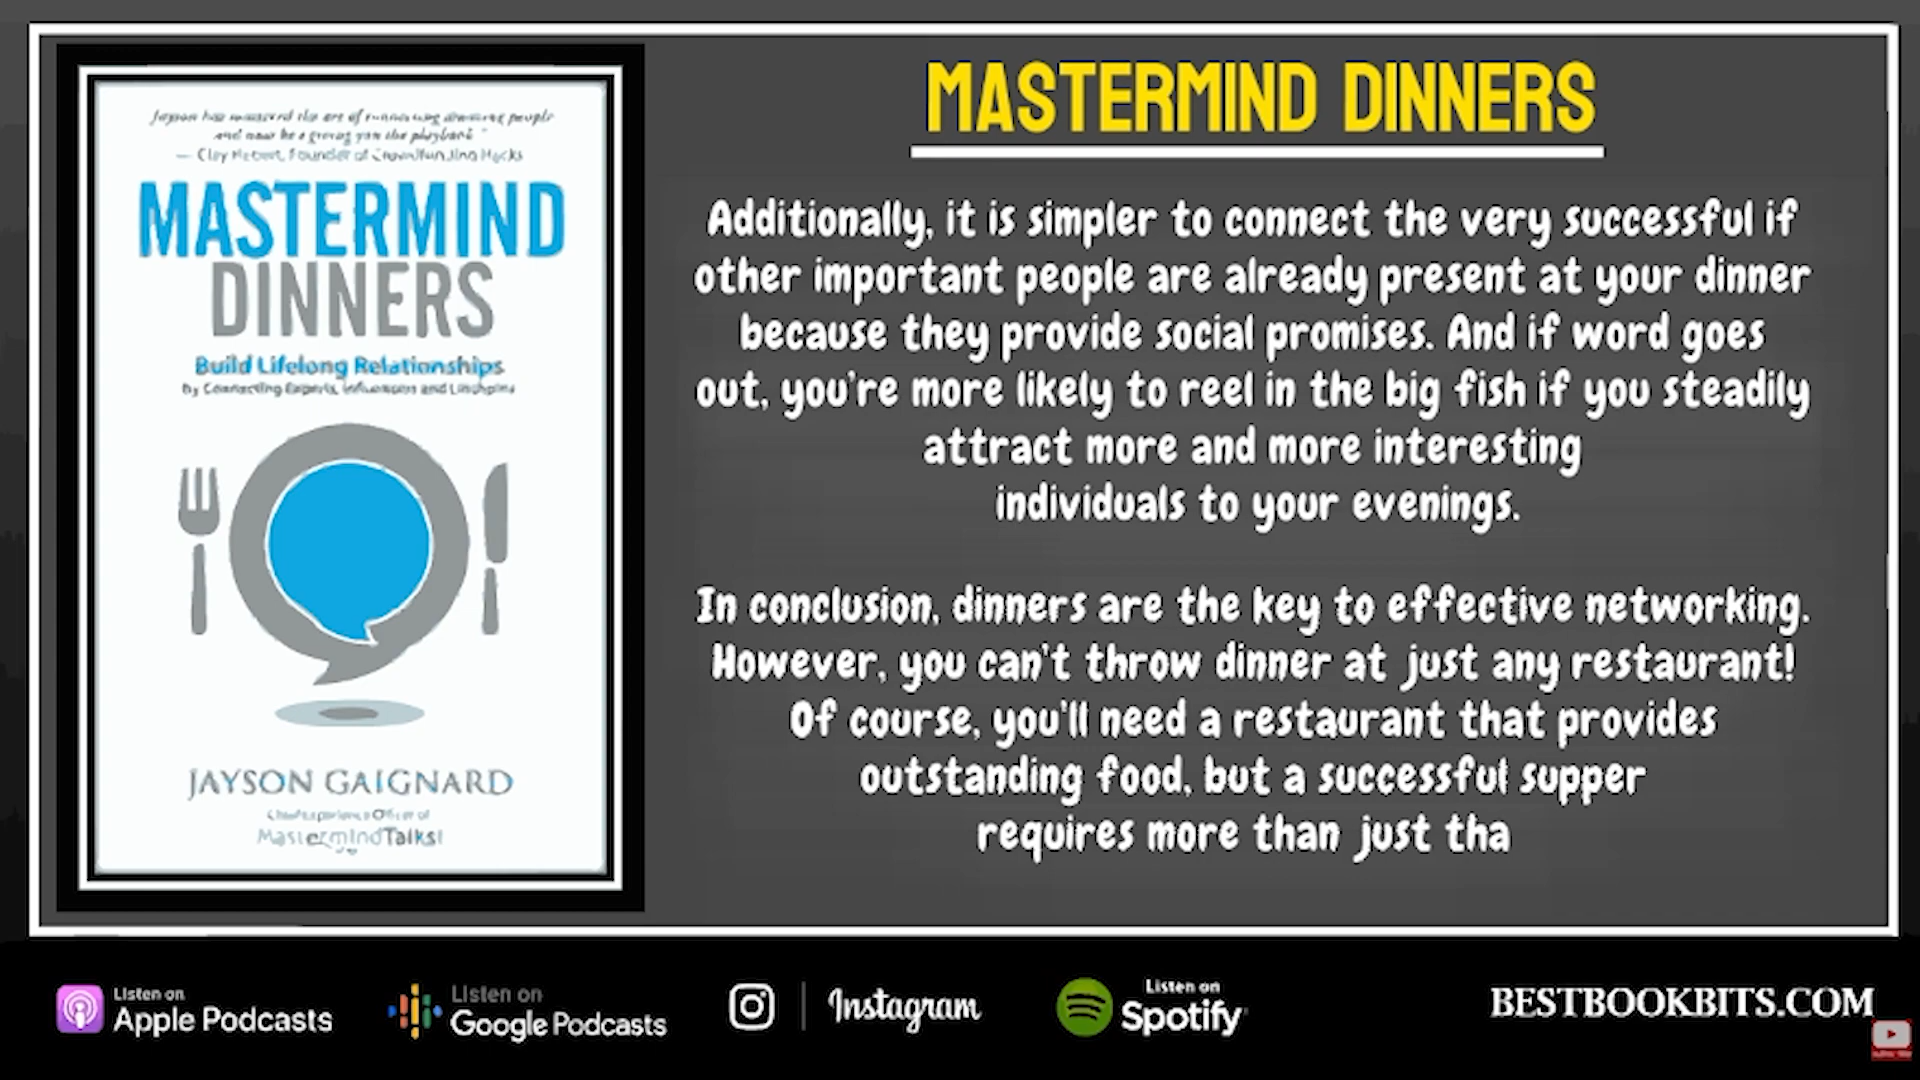 MASTERMIND DINNERS
Additionally, it is simpler to connect the very successful if
other important people are already present at your dinner
because they provide social promises. And if word goes
out, you're more likely to reel in the big fish if you steadily
attract more and more interesting
individuals to your evenings.
In conclusion, dinners are the key to effective networking.
However, you can't throw dinner at just any restaurant!
Of course, you'll need a restaurant that provides
outstanding food, but a successful supper
requires more than just tha
Jayson has mastered the art of amazing people
and now he's giving you the playbook"
— Clay Hebert, Founder of Crowdfunding Hacks
MASTERMIND
DINNERS
Build Lifelong Relationships
by Connecting Experts, Influencers and Linchpins
JAYSON GAIGNARD
Officer of
MastermindTalks!
Listen on
Apple Podcasts
Listen on
Google Podcasts
Instagram
Listen on
Spotify
BESTBOOKBITS.COM